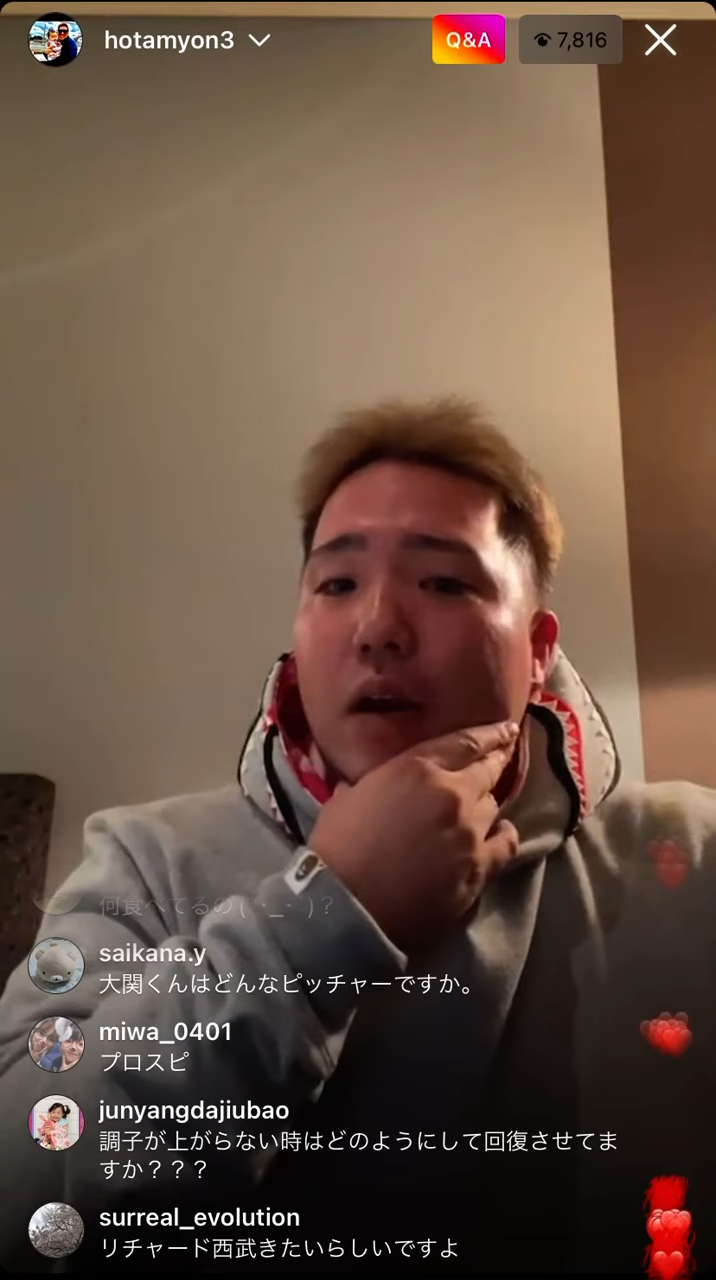 hotamyon3
Q&A
7,816
何食べてるの(´･_･`)？
saikana.y
大関くんはどんなピッチャーですか。
miwa_0401
プロスピ
junyangdajiubao
調子が上がらない時はどのようにして回復させてま
すか？？？
surreal_evolution
リチャード西武きたいらしいですよ